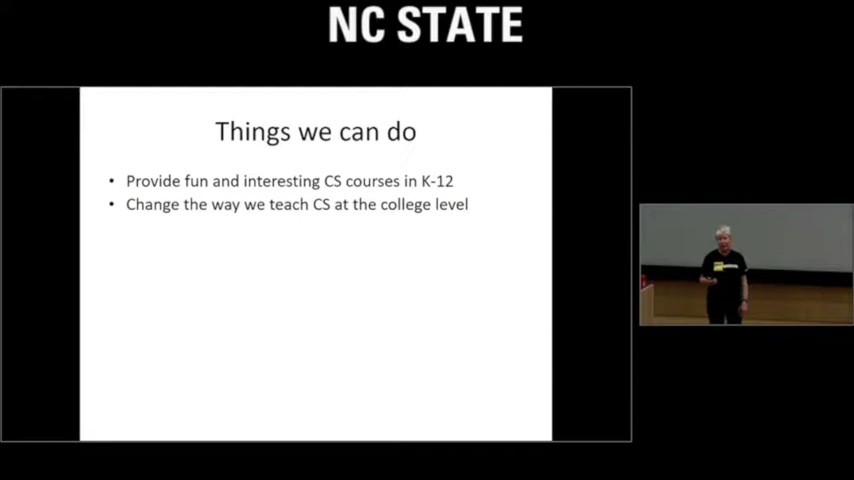 NC STATE
Things we can do
• Provide fun and interesting CS courses in K-12
• Change the way we teach CS at the college level